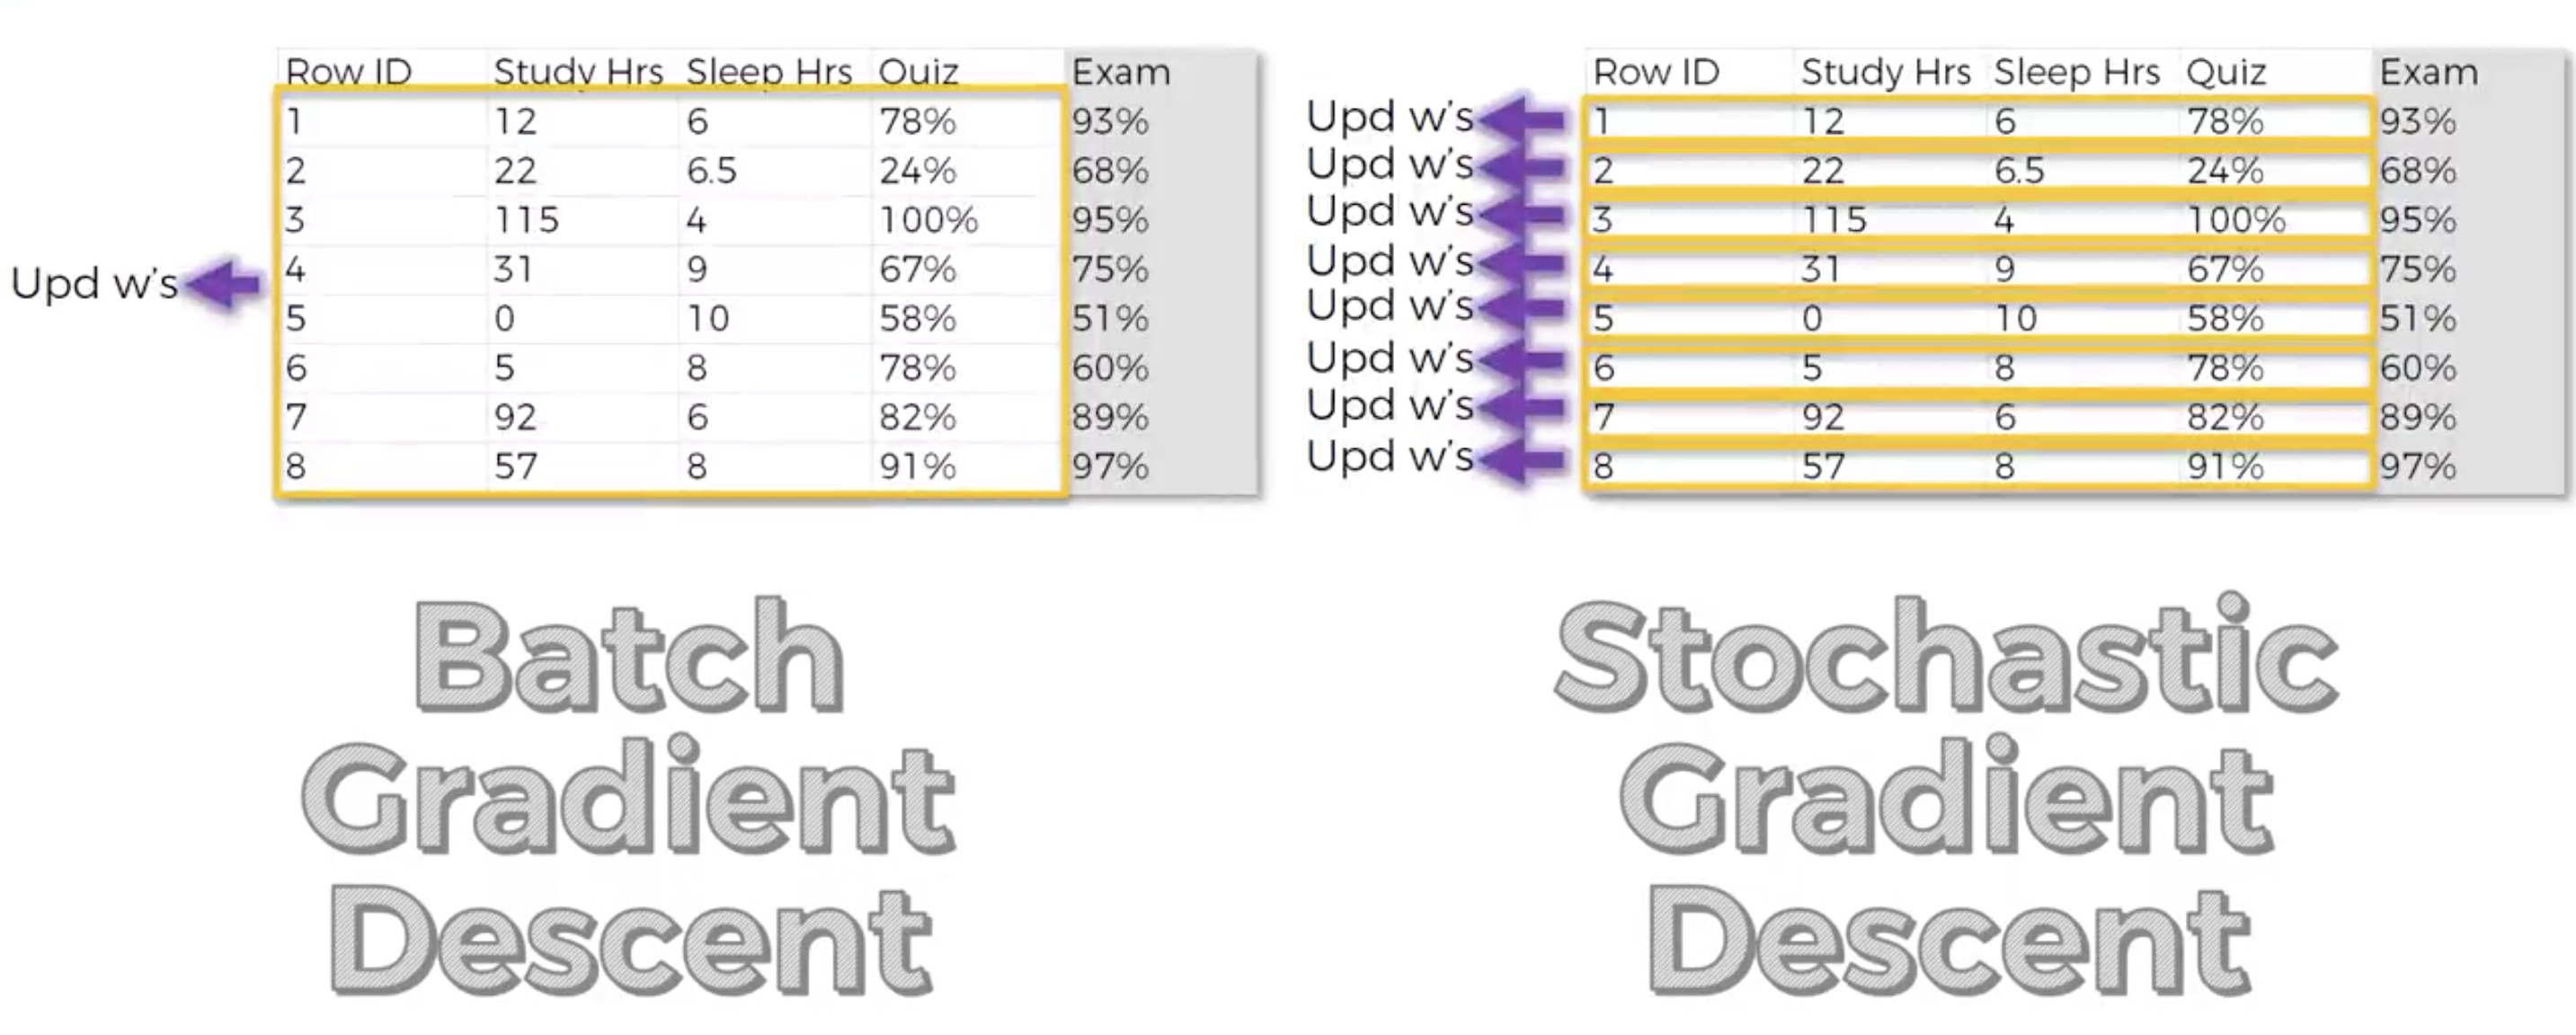 Row ID Study Hrs Sleep Hrs Quiz Exam
1 12 6 78% 93%
2 22 6.5 24% 68%
3 115 4 100% 95%
4 31 9 67% 75%
Upd w's
5 0 10 58% 51%
6 5 8 78% 60%
7 92 6 82% 89%
8 57 8 91% 97%
Batch
Gradient
Descent
Row ID Study Hrs Sleep Hrs Quiz Exam
Upd w's 1 12 6 78% 93%
Upd w's 2 22 6.5 24% 68%
Upd w's 3 115 4 100% 95%
Upd w's 4 31 9 67% 75%
Upd w's 5 0 10 58% 51%
Upd w's 6 5 8 78% 60%
Upd w's 7 92 6 82% 89%
Upd w's 8 57 8 91% 97%
Stochastic
Gradient
Descent